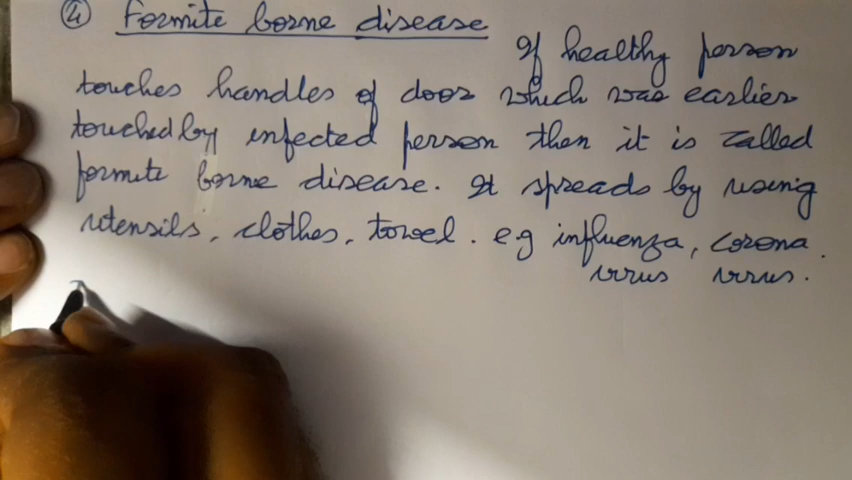 ④ Formite borne disease
If healthy person
touches handles of door which was earlier
touched by infected person then it is called
formite borne disease. It spreads by using
utensils, clothes, towel. e.g influenza, corona.
virus virus.